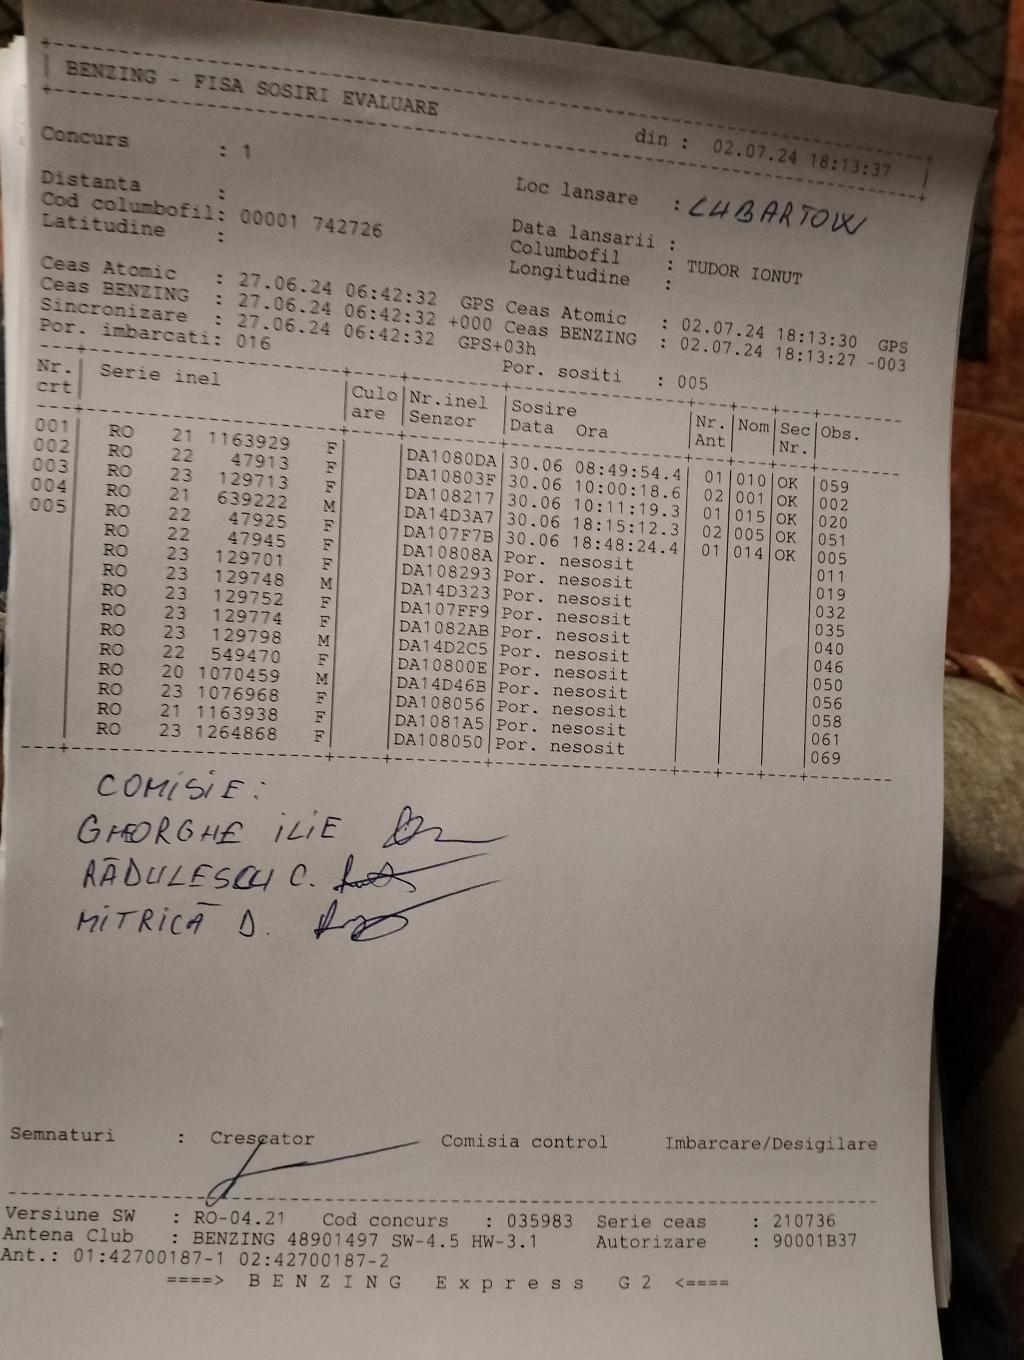 BENZING - FISA SOSIRI EVALUARE din : 02.07.24 18:13:37
Concurs : 1 Loc lansare : LUBARTOW
Distanta : Data lansarii :
Cod columbofil: 00001 742726 Columbofil : TUDOR IONUT
Latitudine : Longitudine :
Ceas Atomic : 27.06.24 06:42:32 GPS Ceas Atomic : 02.07.24 18:13:30 GPS
Ceas BENZING : 27.06.24 06:42:32 +000 Ceas BENZING : 02.07.24 18:13:27 -003
Sincronizare : 27.06.24 06:42:32 GPS+03h
Por. imbarcati: 016 Por. sositi : 005
Nr. crt Serie inel Culo are Nr.inel Senzor Sosire Data Ora Nr. Ant Nom Sec Nr. Obs.
001 RO 21 1163929 F DA1080DA 30.06 08:49:54.4 01 010 OK 059
002 RO 22 47913 F DA10803F 30.06 10:00:18.6 02 001 OK 002
003 RO 23 129713 F DA108217 30.06 10:11:19.3 01 015 OK 020
004 RO 21 639222 M DA14D3A7 30.06 18:15:12.3 02 005 OK 051
005 RO 22 47925 F DA107F7B 30.06 18:48:24.4 01 014 OK 005
RO 22 47945 F DA10808A Por. nesosit 011
RO 23 129701 F DA108293 Por. nesosit 019
RO 23 129748 M DA14D323 Por. nesosit 032
RO 23 129752 F DA107FF9 Por. nesosit 035
RO 23 129774 F DA1082AB Por. nesosit 040
RO 23 129798 M DA14D2C5 Por. nesosit 046
RO 22 549470 F DA10800E Por. nesosit 050
RO 20 1070459 M DA14D46B Por. nesosit 056
RO 23 1076968 F DA108056 Por. nesosit 058
RO 21 1163938 F DA1081A5 Por. nesosit 061
RO 23 1264868 F DA108050 Por. nesosit 069
COMISIE:
GHEORGHE ILIE
RĂDULESCU C.
MITRICĂ D.
Semnaturi : Crescator Comisia control Imbarcare/Desigilare
Versiune SW : RO-04.21 Cod concurs : 035983 Serie ceas : 210736
Antena Club : BENZING 48901497 SW-4.5 HW-3.1 Autorizare : 90001B37
Ant.: 01:42700187-1 02:42700187-2
====> B E N Z I N G E x p r e s s G 2 <====